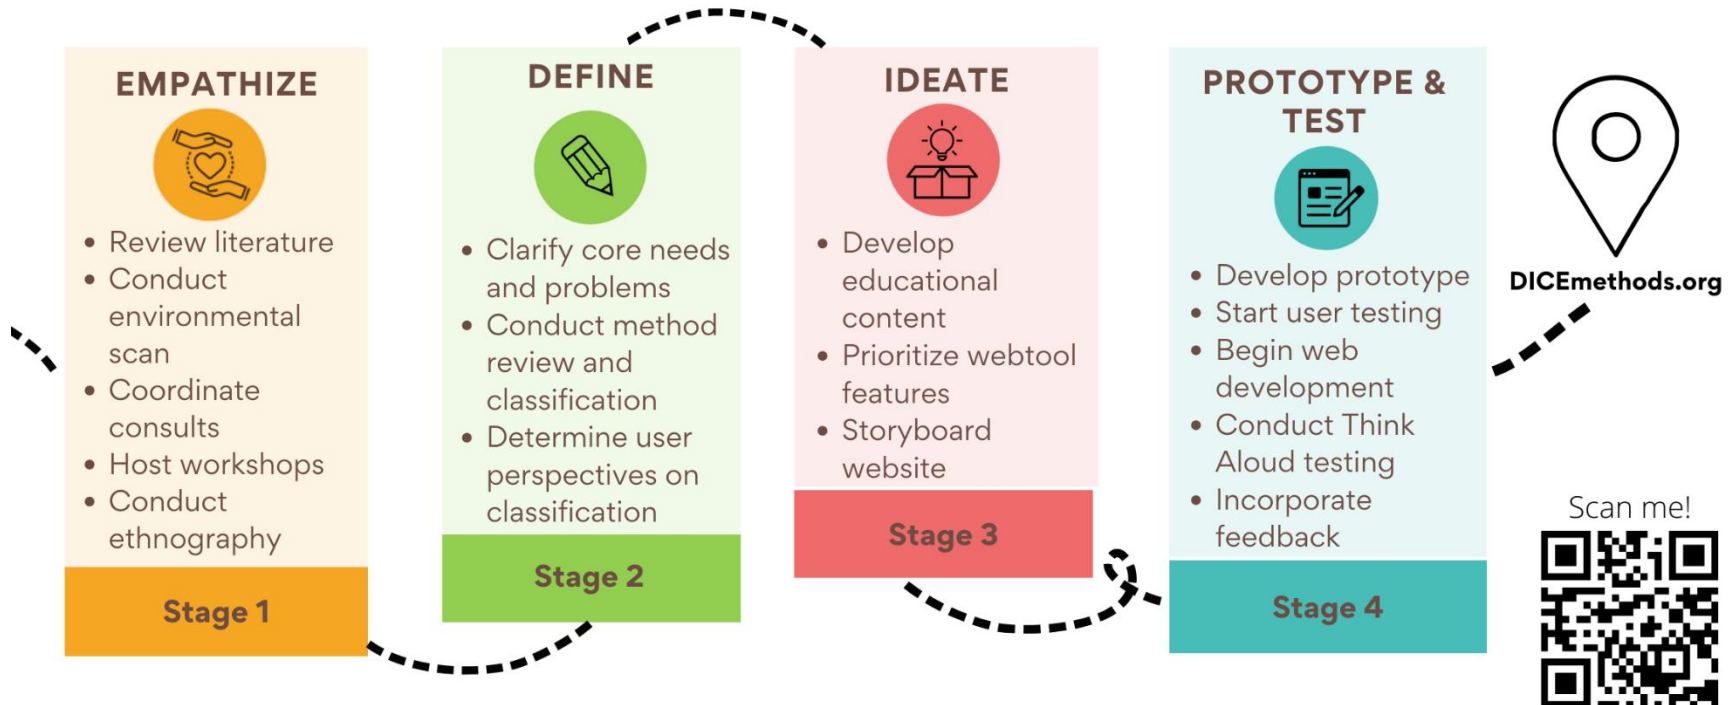 EMPATHIZE
• Review literature
• Conduct
environmental
scan
• Coordinate
consults
• Host workshops
• Conduct
ethnography
Stage 1
DEFINE
• Clarify core needs
and problems
• Conduct method
review and
classification
• Determine user
perspectives on
classification
Stage 2
IDEATE
• Develop
educational
content
• Prioritize webtool
features
• Storyboard
website
Stage 3
PROTOTYPE &
TEST
• Develop prototype
• Start user testing
• Begin web
development
• Conduct Think
Aloud testing
• Incorporate
feedback
Stage 4
DICEmethods.org
Scan me!